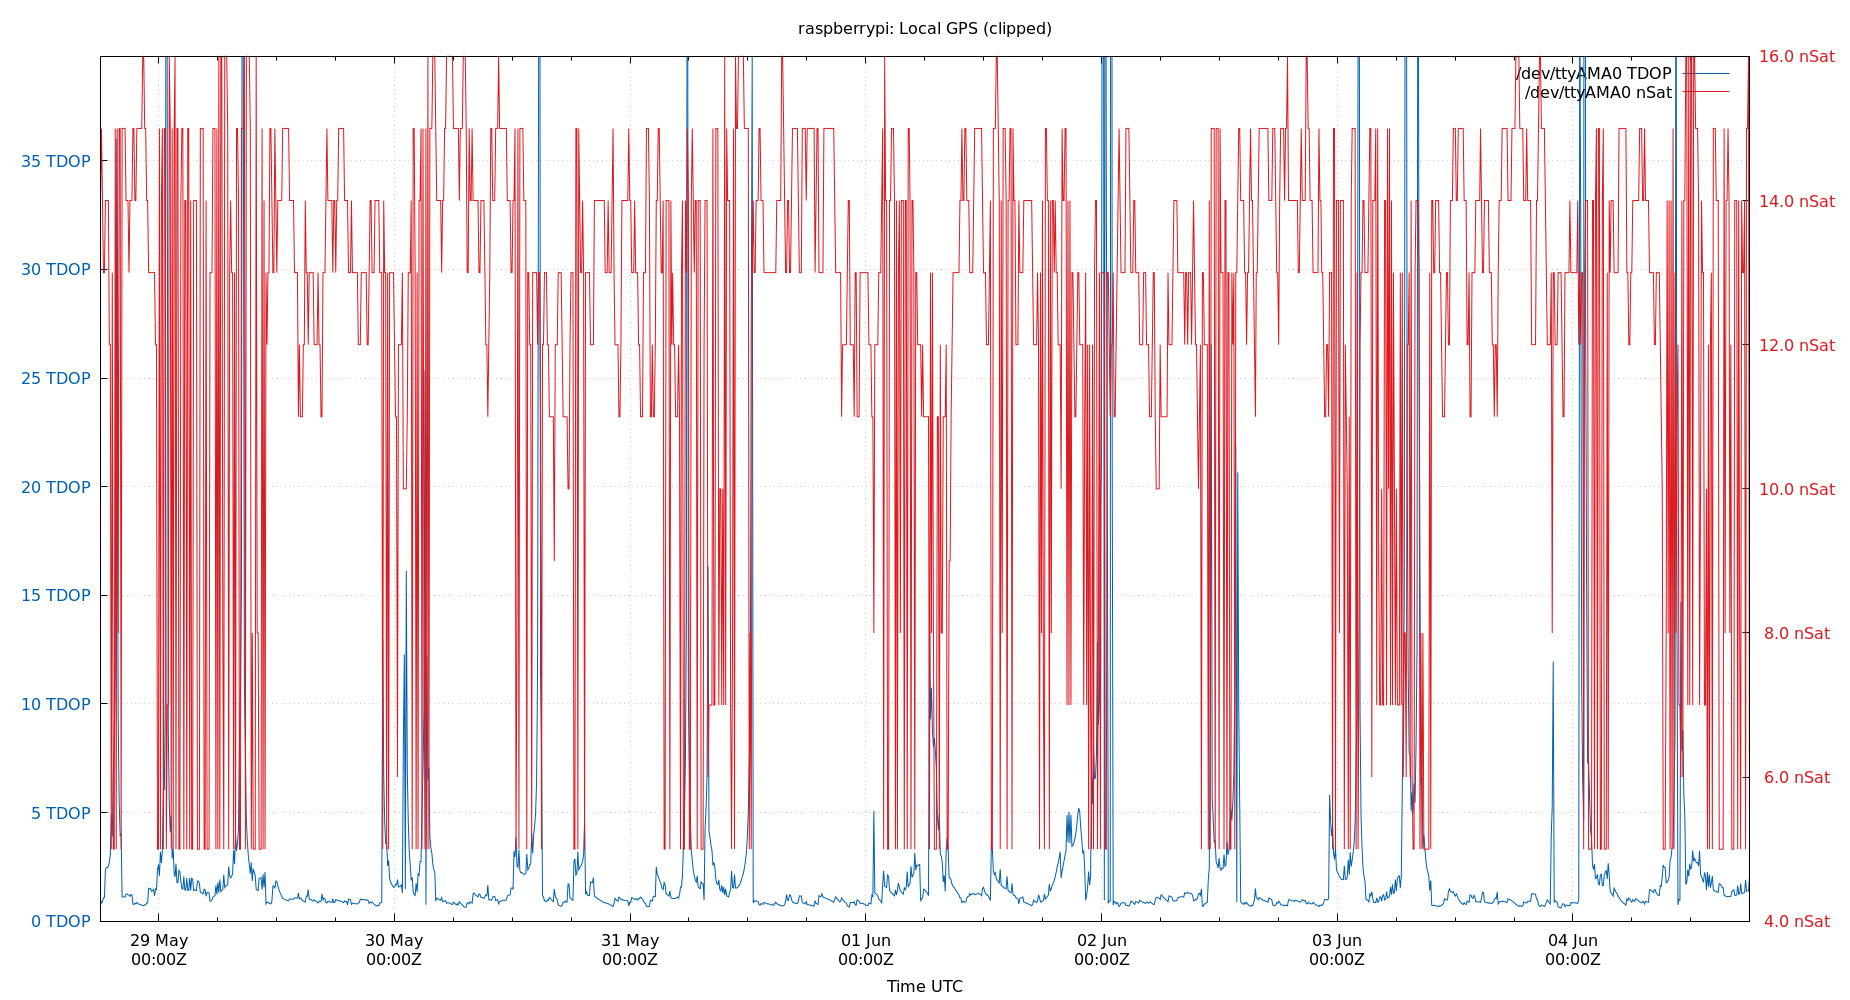 raspberrypi: Local GPS (clipped)
/dev/ttyAMA0 TDOP
/dev/ttyAMA0 nSat
35 TDOP
30 TDOP
25 TDOP
20 TDOP
15 TDOP
10 TDOP
5 TDOP
0 TDOP
16.0 nSat
14.0 nSat
12.0 nSat
10.0 nSat
8.0 nSat
6.0 nSat
4.0 nSat
29 May
00:00Z
30 May
00:00Z
31 May
00:00Z
01 Jun
00:00Z
02 Jun
00:00Z
03 Jun
00:00Z
04 Jun
00:00Z
Time UTC